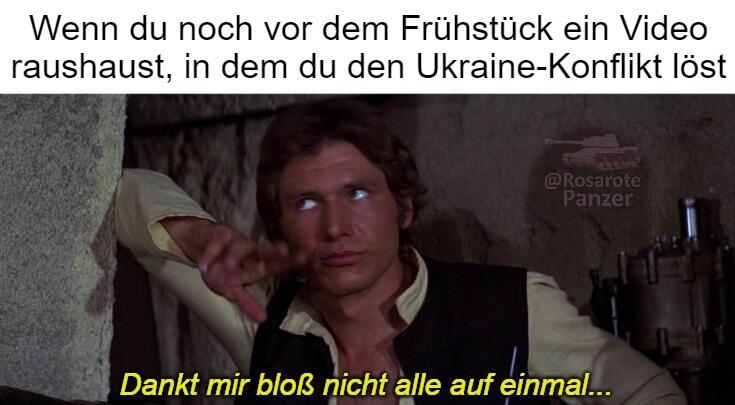 Wenn du noch vor dem Frühstück ein Video
raushaust, in dem du den Ukraine-Konflikt löst
@Rosarote
Panzer
Dankt mir bloß nicht alle auf einmal...